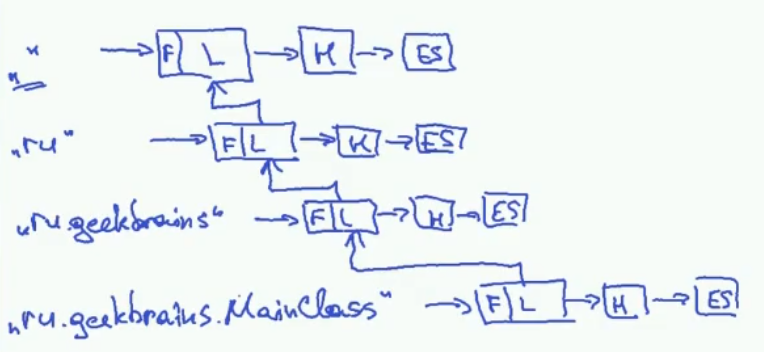 „ “ F L H ES
„ru“ F L H ES
„ru.geekbrains“ F L H ES
„ru.geekbrains.MainClass“ F L H ES